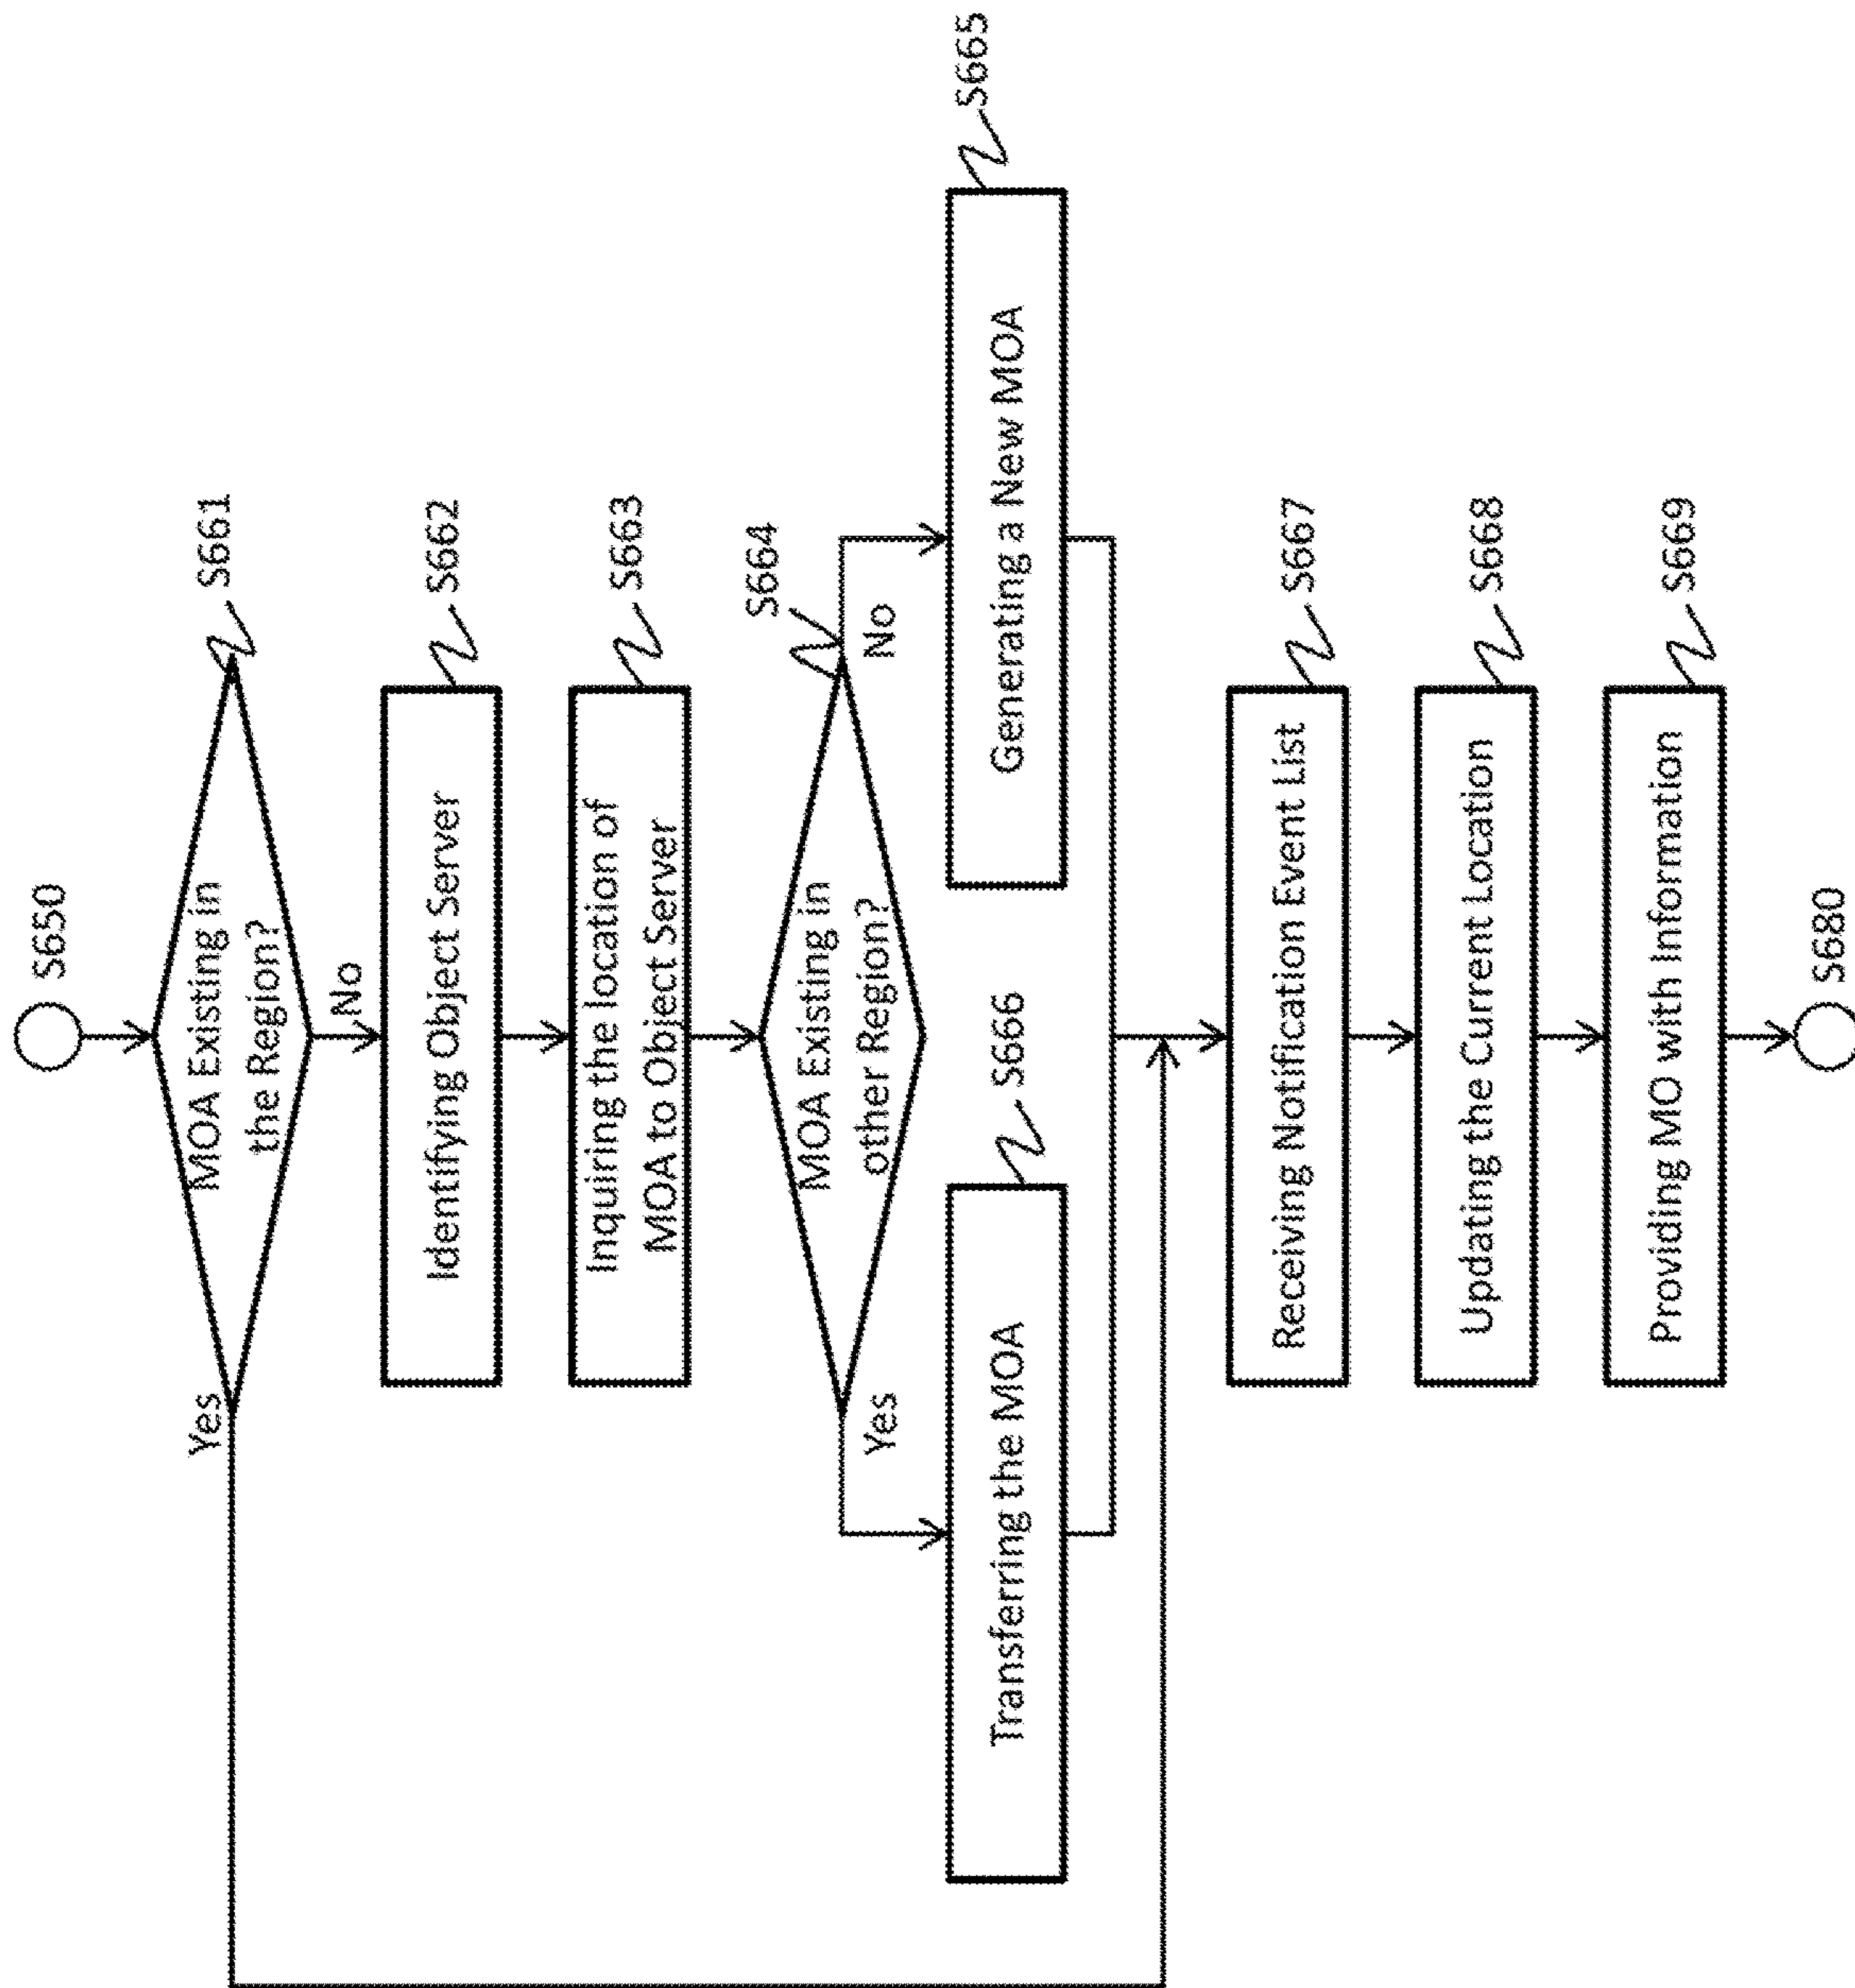 S650
MOA Existing in
the Region?
S661
Yes
No
Identifying Object Server
S662
Inquiring the location of
MOA to Object Server
S663
MOA Existing in
other Region?
S664
Yes
No
Transferring the MOA
S666
Generating a New MOA
S665
Receiving Notification Event List
S667
Updating the Current Location
S668
Providing MO with Information
S669
S680